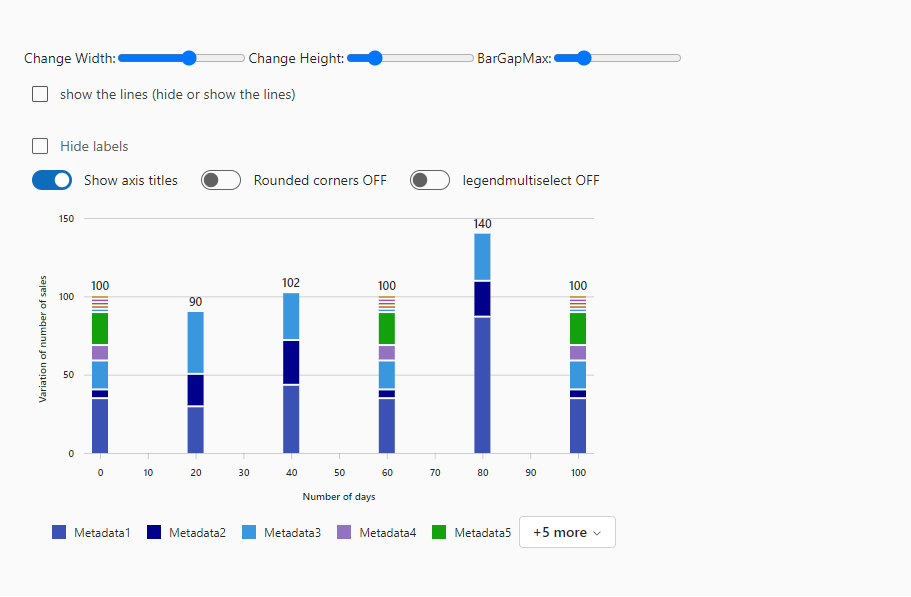 Change Width: Change Height: BarGapMax:
show the lines (hide or show the lines)
Hide labels
Show axis titles Rounded corners OFF legendmultiselect OFF
150
140
100 90 102 100 100
100
50
0
Variation of number of sales
0 10 20 30 40 50 60 70 80 90 100
Number of days
Metadata1 Metadata2 Metadata3 Metadata4 Metadata5 +5 more